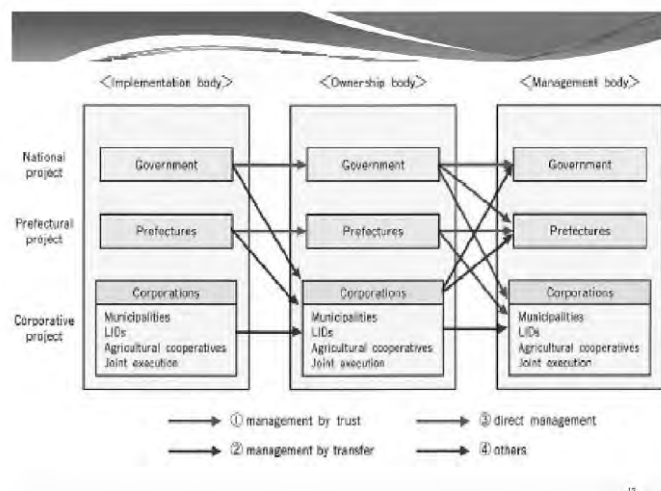 <Implementation body>
<Ownership body>
<Management body>
National
project
Government
Government
Government
Prefectural
project
Prefectures
Prefectures
Prefectures
Corporative
project
Corporations
Municipalities
LIDs
Agricultural cooperatives
Joint execution
Corporations
Municipalities
LIDs
Agricultural cooperatives
Joint execution
Corporations
Municipalities
LIDs
Agricultural cooperatives
Joint execution
① management by trust
③ direct management
② management by transfer
④ others